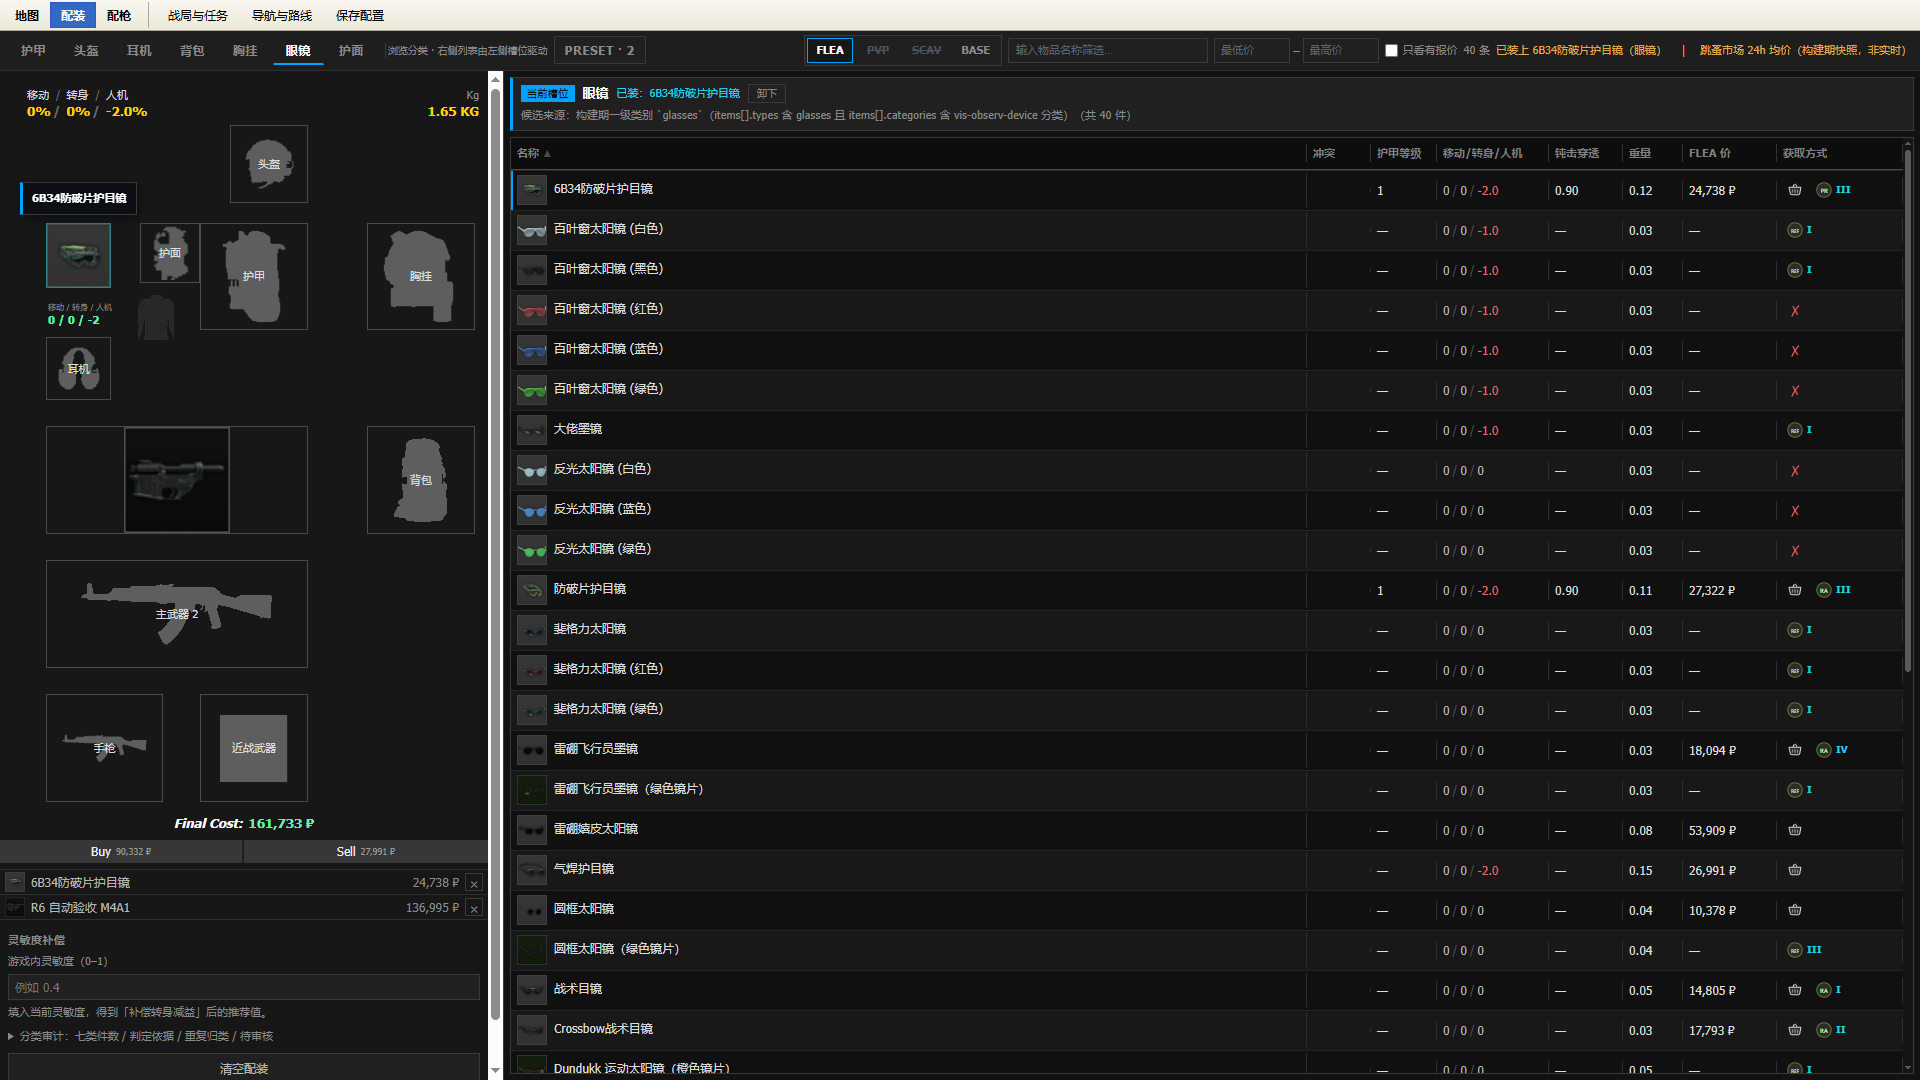 地图 配装 配枪 战局与任务 导航与路线 保存配置
护甲 头盔 耳机 背包 胸挂 眼镜 护面 浏览分类 · 右侧列表由左侧槽位驱动 PRESET · 2
FLEA PVP SCAV BASE 输入物品名称筛选... 最低价 – 最高价 只看有报价 40 条 已装上 6B34防破片护目镜（眼镜） | 跳蚤市场 24h 均价（构建期快照，非实时）
移动 / 转身 / 人机 Kg
0% / 0% / -2.0% 1.65 KG
头盔
6B34防破片护目镜
护面
护甲
胸挂
移动 / 转身 / 人机
0 / 0 / -2
耳机
背包
主武器 2
手枪
近战武器
Final Cost: 161,733 ₽
Buy 90,332 ₽ Sell 27,991 ₽
6B34防破片护目镜 24,738 ₽ ×
R6 自动验收 M4A1 136,995 ₽ ×
灵敏度补偿
游戏内灵敏度（0–1）
例如 0.4
填入当前灵敏度，得到「补偿转身减益」后的推荐值。
▶ 分类审计：七类件数 / 判定依据 / 重复归类 / 待审核
清空配装
当前槽位 眼镜 已装：6B34防破片护目镜 卸下
候选来源：构建期一级类别 `glasses`（items[].types 含 glasses 且 items[].categories 含 vis-observ-device 分类）（共 40 件）
名称 ▲ 冲突 护甲等级 移动/转身/人机 钝击穿透 重量 FLEA 价 获取方式
6B34防破片护目镜 1 0 / 0 / -2.0 0.90 0.12 24,738 ₽ PR III
百叶窗太阳镜 (白色) — 0 / 0 / -1.0 — 0.03 — REF I
百叶窗太阳镜 (黑色) — 0 / 0 / -1.0 — 0.03 — REF I
百叶窗太阳镜 (红色) — 0 / 0 / -1.0 — 0.03 — ✗
百叶窗太阳镜 (蓝色) — 0 / 0 / -1.0 — 0.03 — ✗
百叶窗太阳镜 (绿色) — 0 / 0 / -1.0 — 0.03 — ✗
大佬墨镜 — 0 / 0 / -1.0 — 0.03 — REF I
反光太阳镜 (白色) — 0 / 0 / 0 — 0.03 — ✗
反光太阳镜 (蓝色) — 0 / 0 / 0 — 0.03 — ✗
反光太阳镜 (绿色) — 0 / 0 / 0 — 0.03 — ✗
防破片护目镜 1 0 / 0 / -2.0 0.90 0.11 27,322 ₽ RA III
斐格力太阳镜 — 0 / 0 / 0 — 0.03 — REF I
斐格力太阳镜 (红色) — 0 / 0 / 0 — 0.03 — REF I
斐格力太阳镜 (绿色) — 0 / 0 / 0 — 0.03 — REF I
雷硼飞行员墨镜 — 0 / 0 / 0 — 0.03 18,094 ₽ RA IV
雷硼飞行员墨镜（绿色镜片） — 0 / 0 / 0 — 0.03 — REF I
雷硼嬉皮太阳镜 — 0 / 0 / 0 — 0.08 53,909 ₽
气焊护目镜 — 0 / 0 / -2.0 — 0.15 26,991 ₽
圆框太阳镜 — 0 / 0 / 0 — 0.04 10,378 ₽
圆框太阳镜（绿色镜片） — 0 / 0 / 0 — 0.04 — REF III
战术目镜 — 0 / 0 / 0 — 0.05 14,805 ₽ RA I
Crossbow战术目镜 — 0 / 0 / 0 — 0.03 17,793 ₽ RA II
Dundukk 运动太阳镜（橙色镜片） — 0 / 0 / 0 — 0.05 — REF I